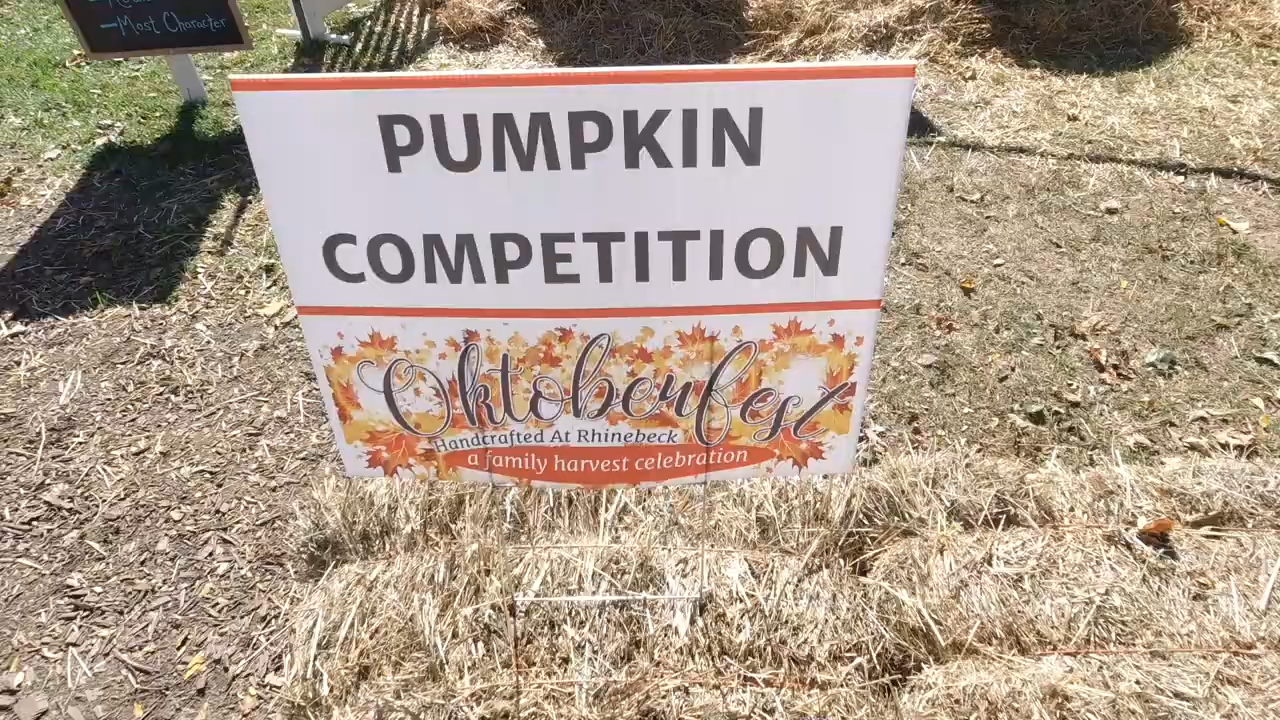 —Most Character
PUMPKIN
COMPETITION
Oktoberfest
Handcrafted At Rhinebeck
a family harvest celebration